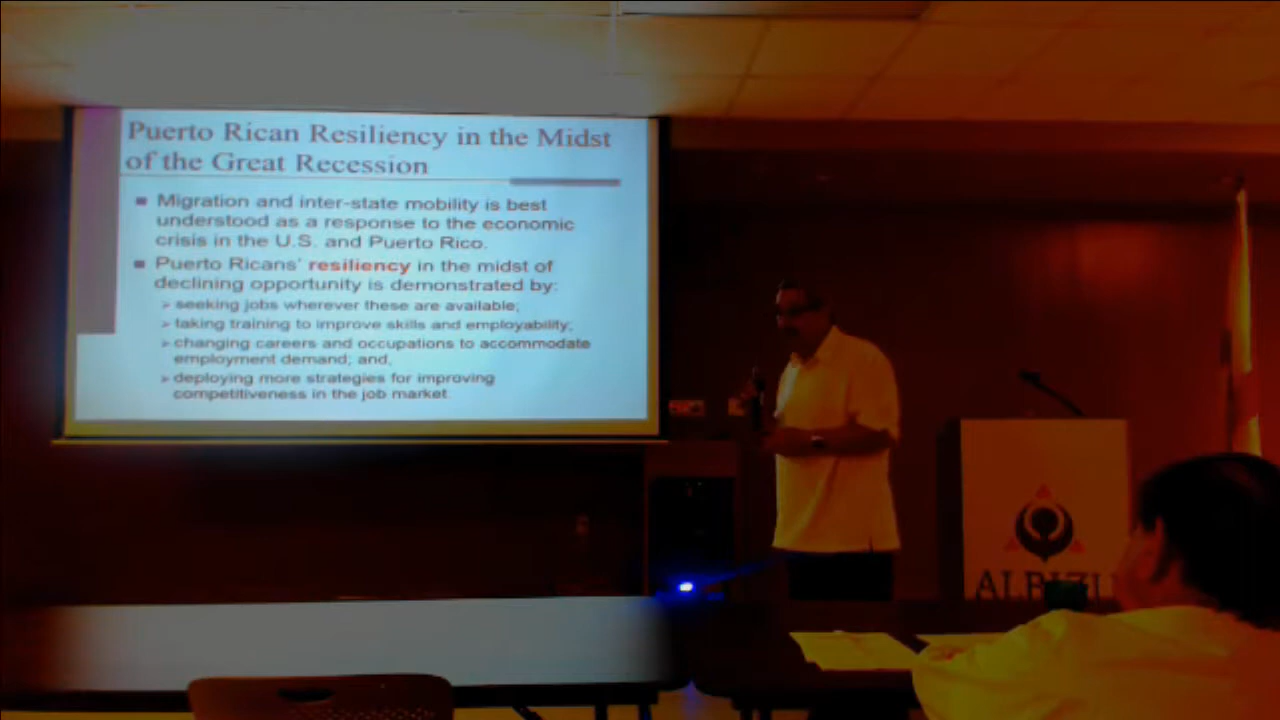 Puerto Rican Resiliency in the Midst
of the Great Recession
Migration and inter-state mobility is best
understood as a response to the economic
crisis in the U.S. and Puerto Rico.
Puerto Ricans' resiliency in the midst of
declining opportunity is demonstrated by:
seeking jobs wherever these are available;
taking training to improve skills and employability;
changing careers and occupations to accommodate
employment demand; and,
deploying more strategies for improving
competitiveness in the job market.
ALBIZU